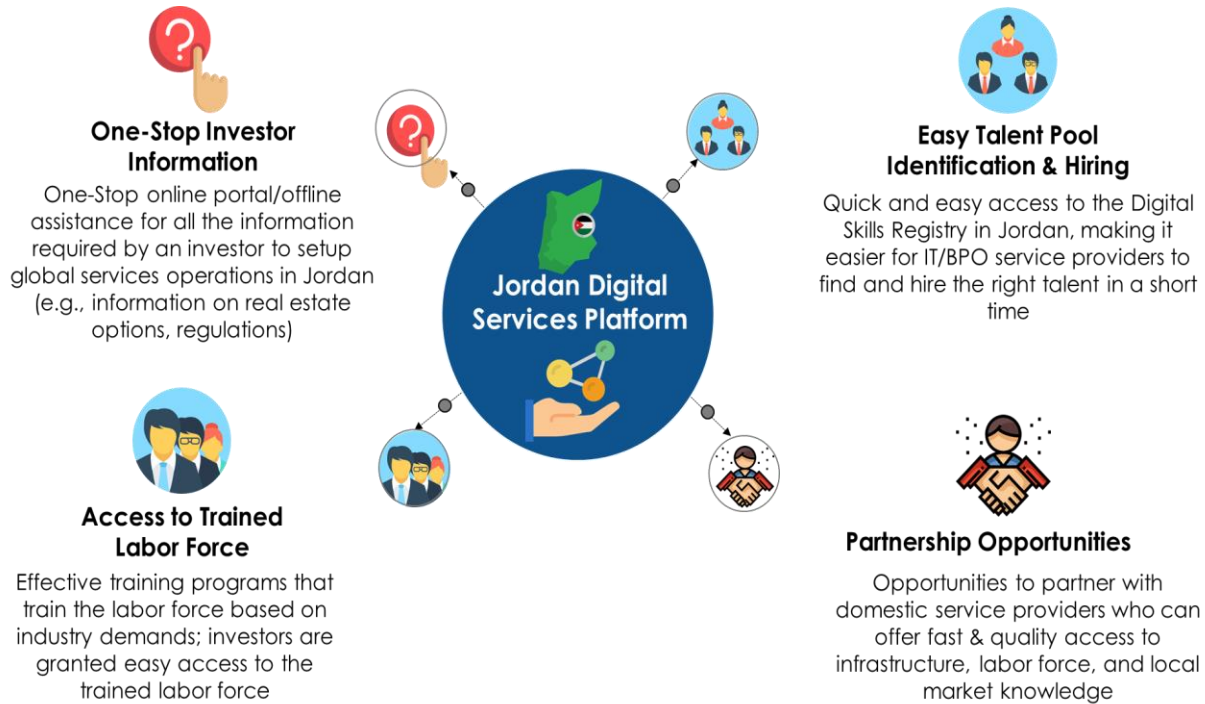 One-Stop Investor
Information
One-Stop online portal/offline
assistance for all the information
required by an investor to setup
global services operations in Jordan
(e.g., information on real estate
options, regulations)
Easy Talent Pool
Identification & Hiring
Quick and easy access to the Digital
Skills Registry in Jordan, making it
easier for IT/BPO service providers to
find and hire the right talent in a short
time
Jordan Digital
Services Platform
Access to Trained
Labor Force
Effective training programs that
train the labor force based on
industry demands; investors are
granted easy access to the
trained labor force
Partnership Opportunities
Opportunities to partner with
domestic service providers who can
offer fast & quality access to
infrastructure, labor force, and local
market knowledge